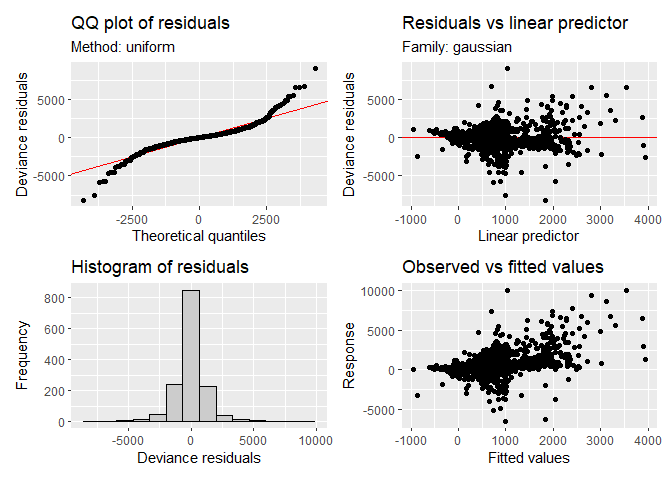 QQ plot of residuals
Method: uniform
Deviance residuals
5000
0
-5000
-2500
0
2500
Theoretical quantiles
Residuals vs linear predictor
Family: gaussian
Deviance residuals
5000
0
-5000
-1000
0
1000
2000
3000
4000
Linear predictor
Histogram of residuals
Frequency
800
600
400
200
0
-5000
0
5000
10000
Deviance residuals
Observed vs fitted values
Response
10000
5000
0
-5000
-1000
0
1000
2000
3000
4000
Fitted values